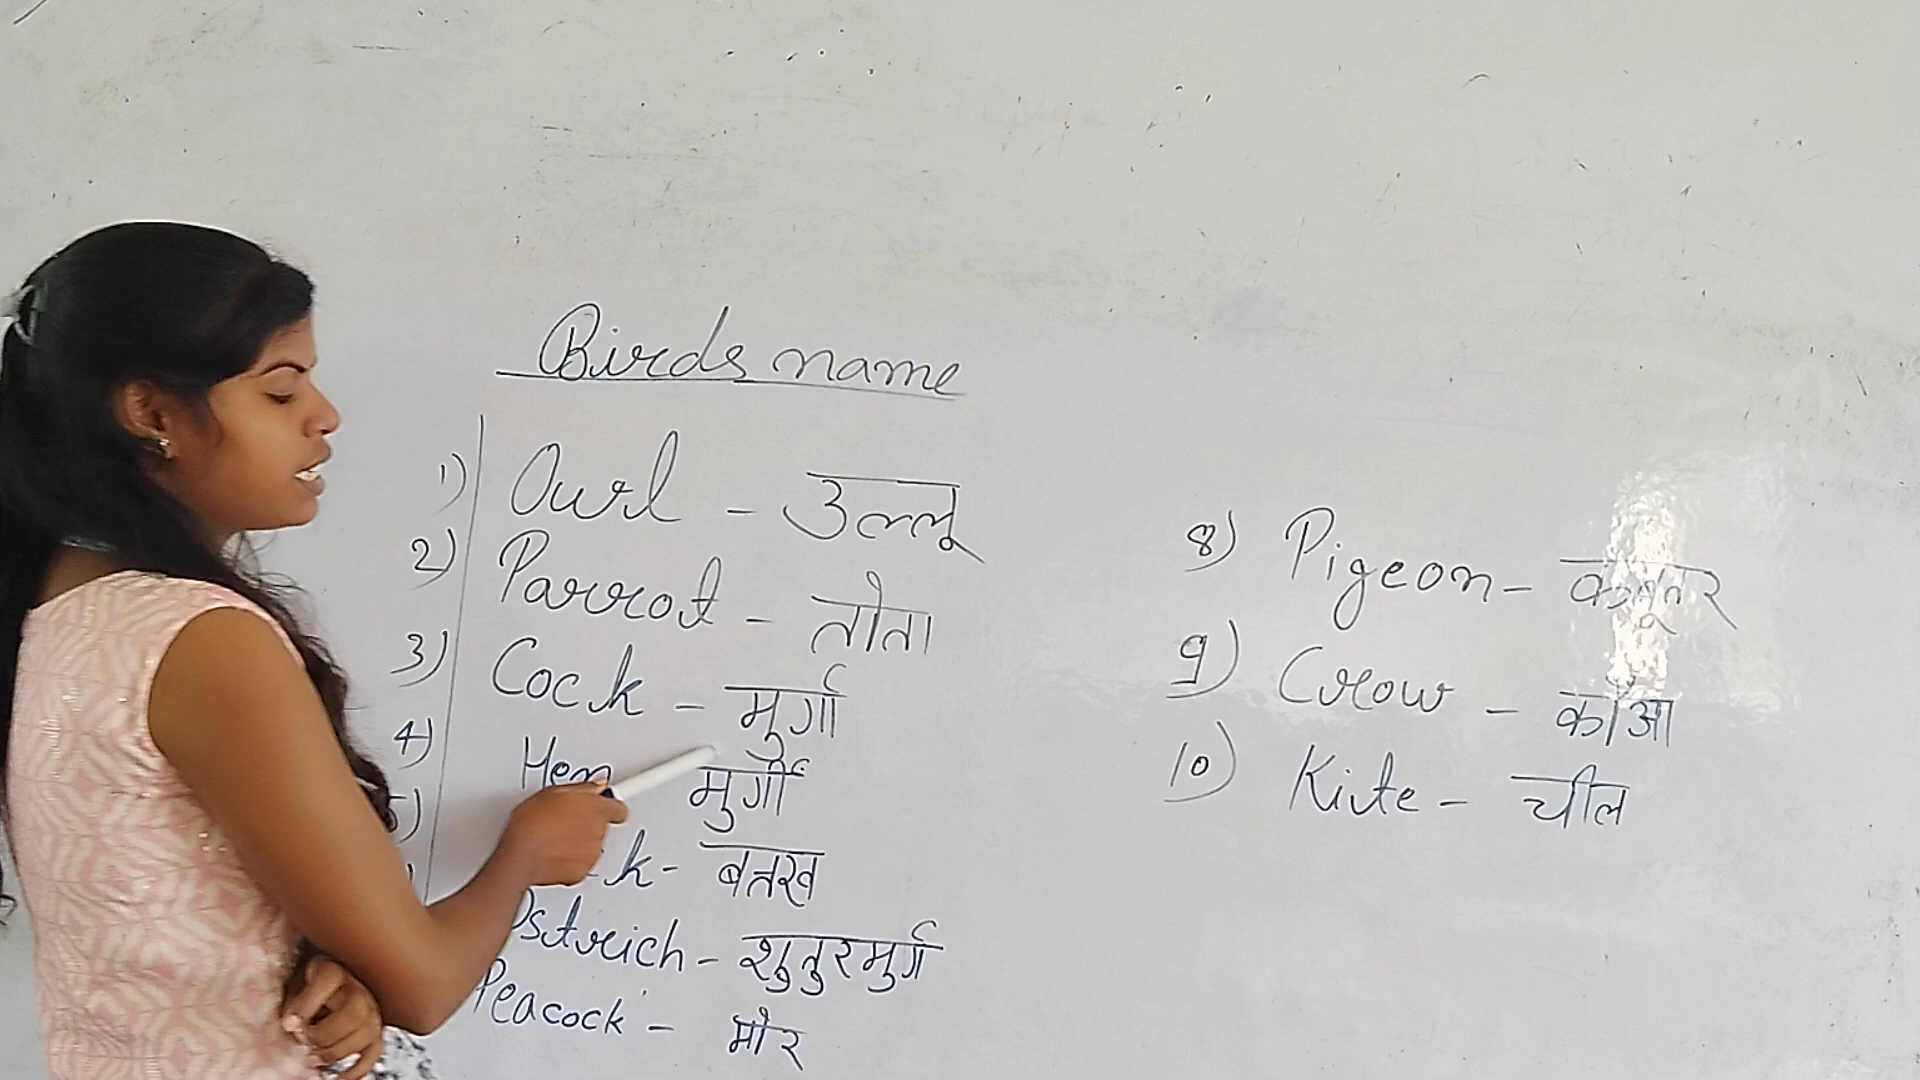 Birds name
1) Owl - उल्लू
2) Parrot - तोता
3) Cock - मुर्गा
4) Hen मुर्गी
5) k - बतख
Ostrich - शुतुरमुर्ग
Peacock - मोर
8) Pigeon - कबूतर
9) Crow - कौआ
10) Kite - चील